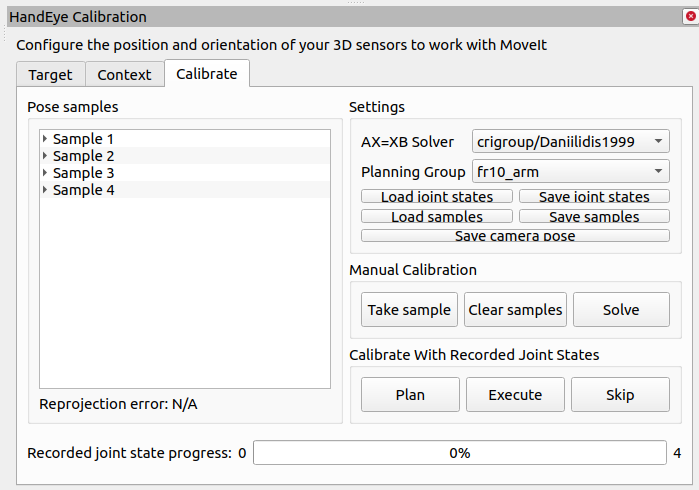 HandEye Calibration
Configure the position and orientation of your 3D sensors to work with MoveIt
Target Context Calibrate
Pose samples
Sample 1
Sample 2
Sample 3
Sample 4
Reprojection error: N/A
Settings
AX=XB Solver crigroup/Daniilidis1999
Planning Group fr10_arm
Load joint states Save joint states
Load samples Save samples
Save camera pose
Manual Calibration
Take sample Clear samples Solve
Calibrate With Recorded Joint States
Plan Execute Skip
Recorded joint state progress: 0 0% 4